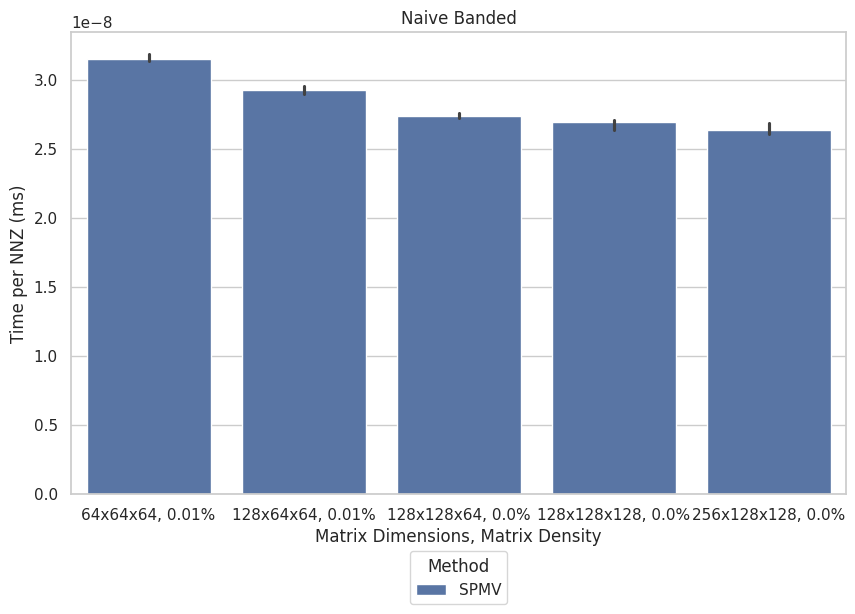 Naive Banded
1e−8
Time per NNZ (ms)
3.0
2.5
2.0
1.5
1.0
0.5
0.0
64x64x64, 0.01% 128x64x64, 0.01% 128x128x64, 0.0% 128x128x128, 0.0% 256x128x128, 0.0%
Matrix Dimensions, Matrix Density
Method
SPMV